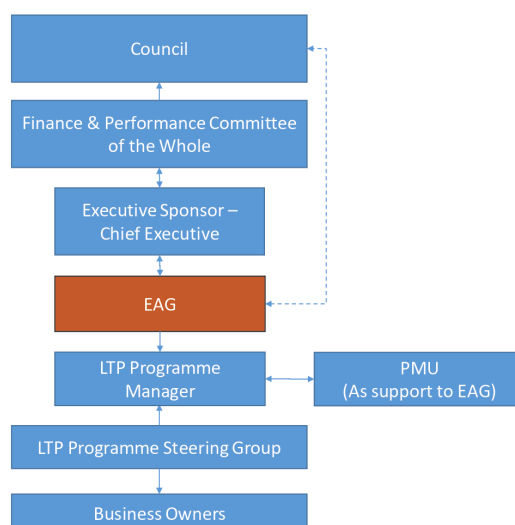 Council
Finance & Performance Committee
of the Whole
Executive Sponsor –
Chief Executive
EAG
LTP Programme
Manager
PMU
(As support to EAG)
LTP Programme Steering Group
Business Owners